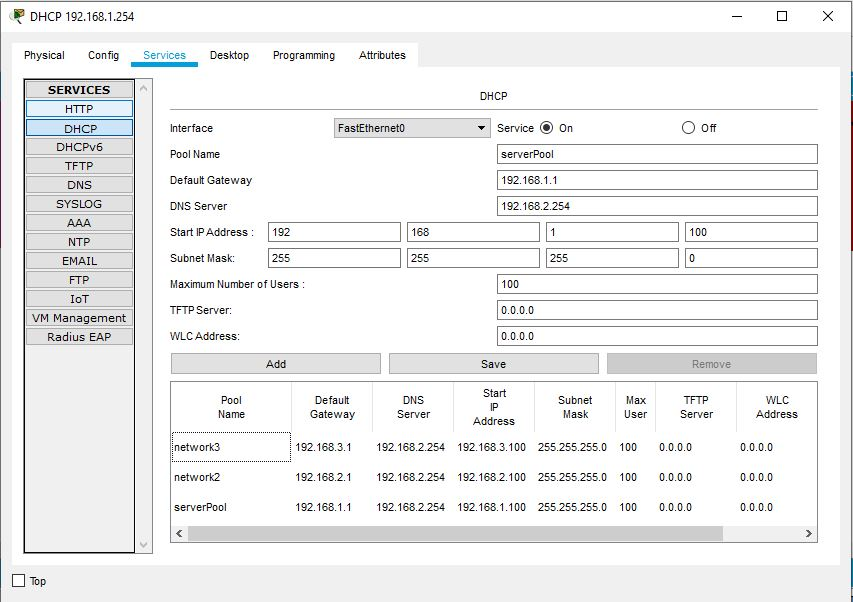 DHCP 192.168.1.254
Physical Config Services Desktop Programming Attributes
SERVICES
HTTP
DHCP
DHCPv6
TFTP
DNS
SYSLOG
AAA
NTP
EMAIL
FTP
IoT
VM Management
Radius EAP
DHCP
Interface FastEthernet0 Service On Off
Pool Name serverPool
Default Gateway 192.168.1.1
DNS Server 192.168.2.254
Start IP Address : 192 168 1 100
Subnet Mask: 255 255 255 0
Maximum Number of Users : 100
TFTP Server: 0.0.0.0
WLC Address: 0.0.0.0
Add Save Remove
Pool Name Default Gateway DNS Server Start IP Address Subnet Mask Max User TFTP Server WLC Address
network3 192.168.3.1 192.168.2.254 192.168.3.100 255.255.255.0 100 0.0.0.0 0.0.0.0
network2 192.168.2.1 192.168.2.254 192.168.2.100 255.255.255.0 100 0.0.0.0 0.0.0.0
serverPool 192.168.1.1 192.168.2.254 192.168.1.100 255.255.255.0 100 0.0.0.0 0.0.0.0
Top